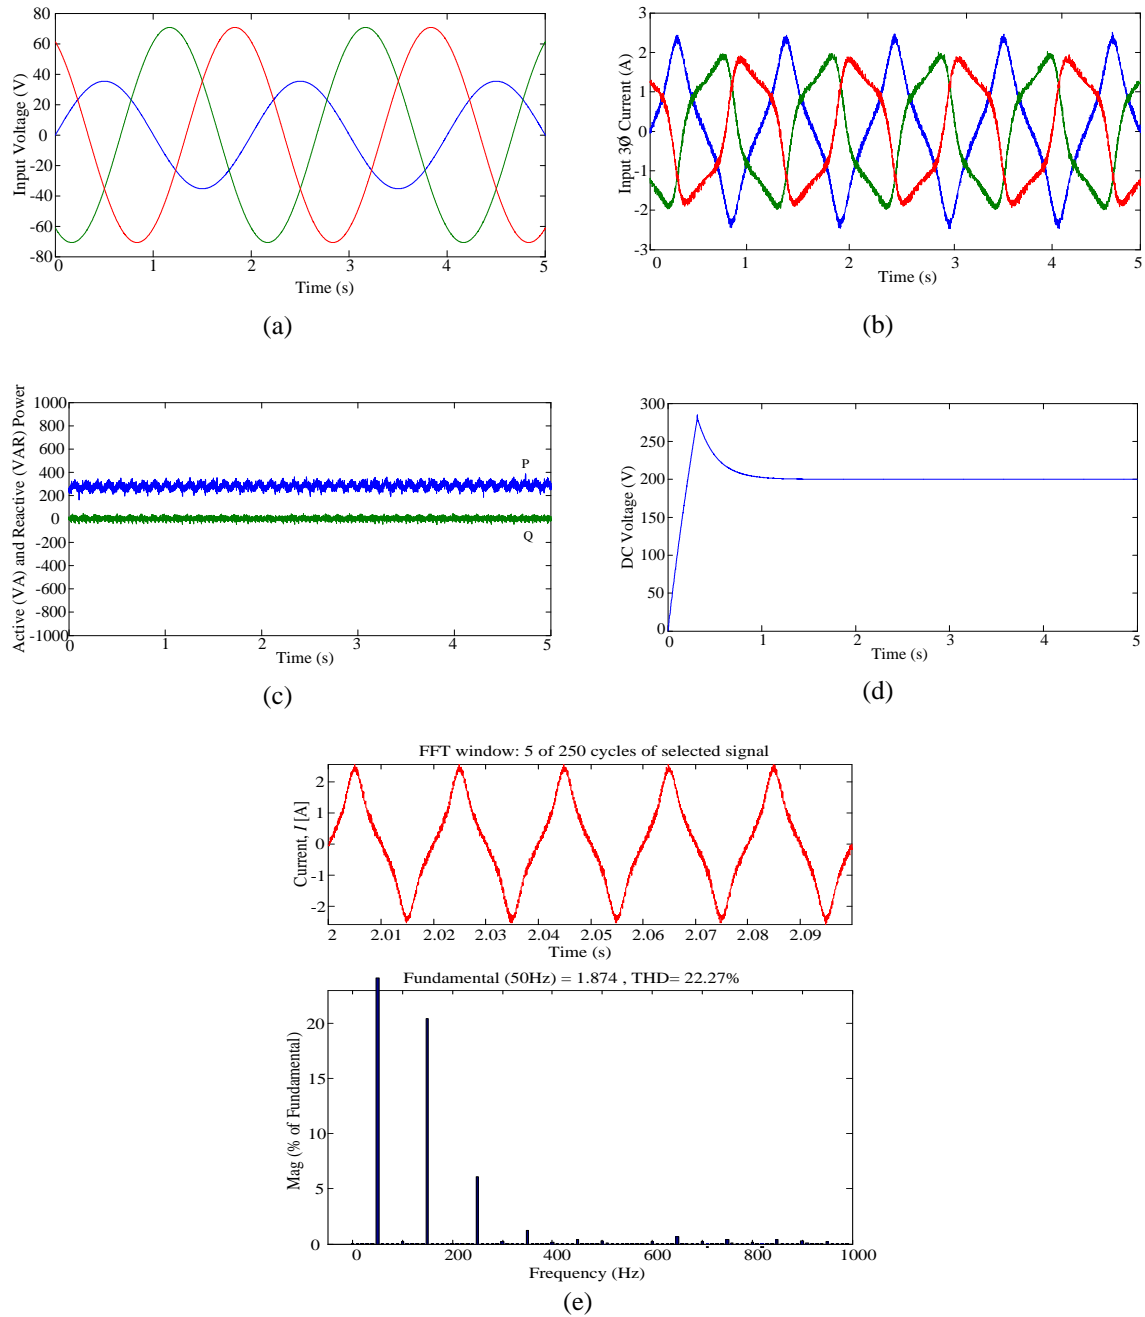 80
60
40
20
0
-20
-40
-60
-80
Input Voltage (V)
0 1 2 3 4 5
Time (s)
(a)
3
2
1
0
−1
−2
−3
Input 3Ø Current (A)
0 1 2 3 4 5
Time (s)
(b)
1000
800
600
400
200
0
-200
-400
-600
-800
-1000
Active (VA) and Reactive (VAR) Power
P
Q
0 1 2 3 4 5
Time (s)
(c)
300
250
200
150
100
50
0
DC Voltage (V)
0 1 2 3 4 5
Time (s)
(d)
FFT window: 5 of 250 cycles of selected signal
2
1
0
-1
-2
Current, I [A]
2 2.01 2.02 2.03 2.04 2.05 2.06 2.07 2.08 2.09
Time (s)
Fundamental (50Hz) = 1.874 , THD= 22.27%
20
15
10
5
0
Mag (% of Fundamental)
0 200 400 600 800 1000
Frequency (Hz)
(e)